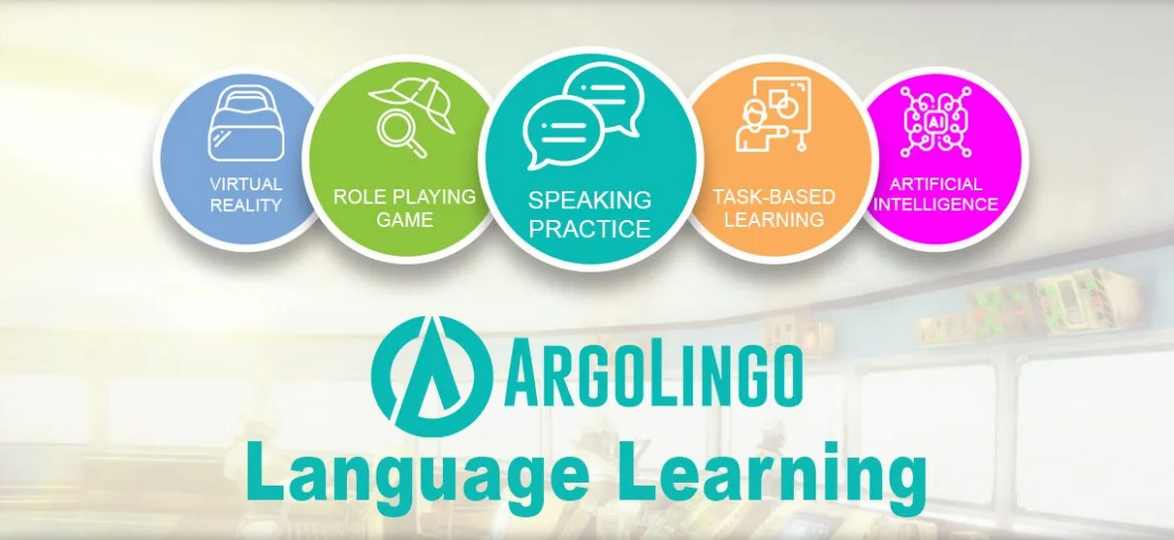 VIRTUAL
REALITY
ROLE PLAYING
GAME
SPEAKING
PRACTICE
TASK-BASED
LEARNING
AI
ARTIFICIAL
INTELLIGENCE
ARGOLINGO
Language Learning